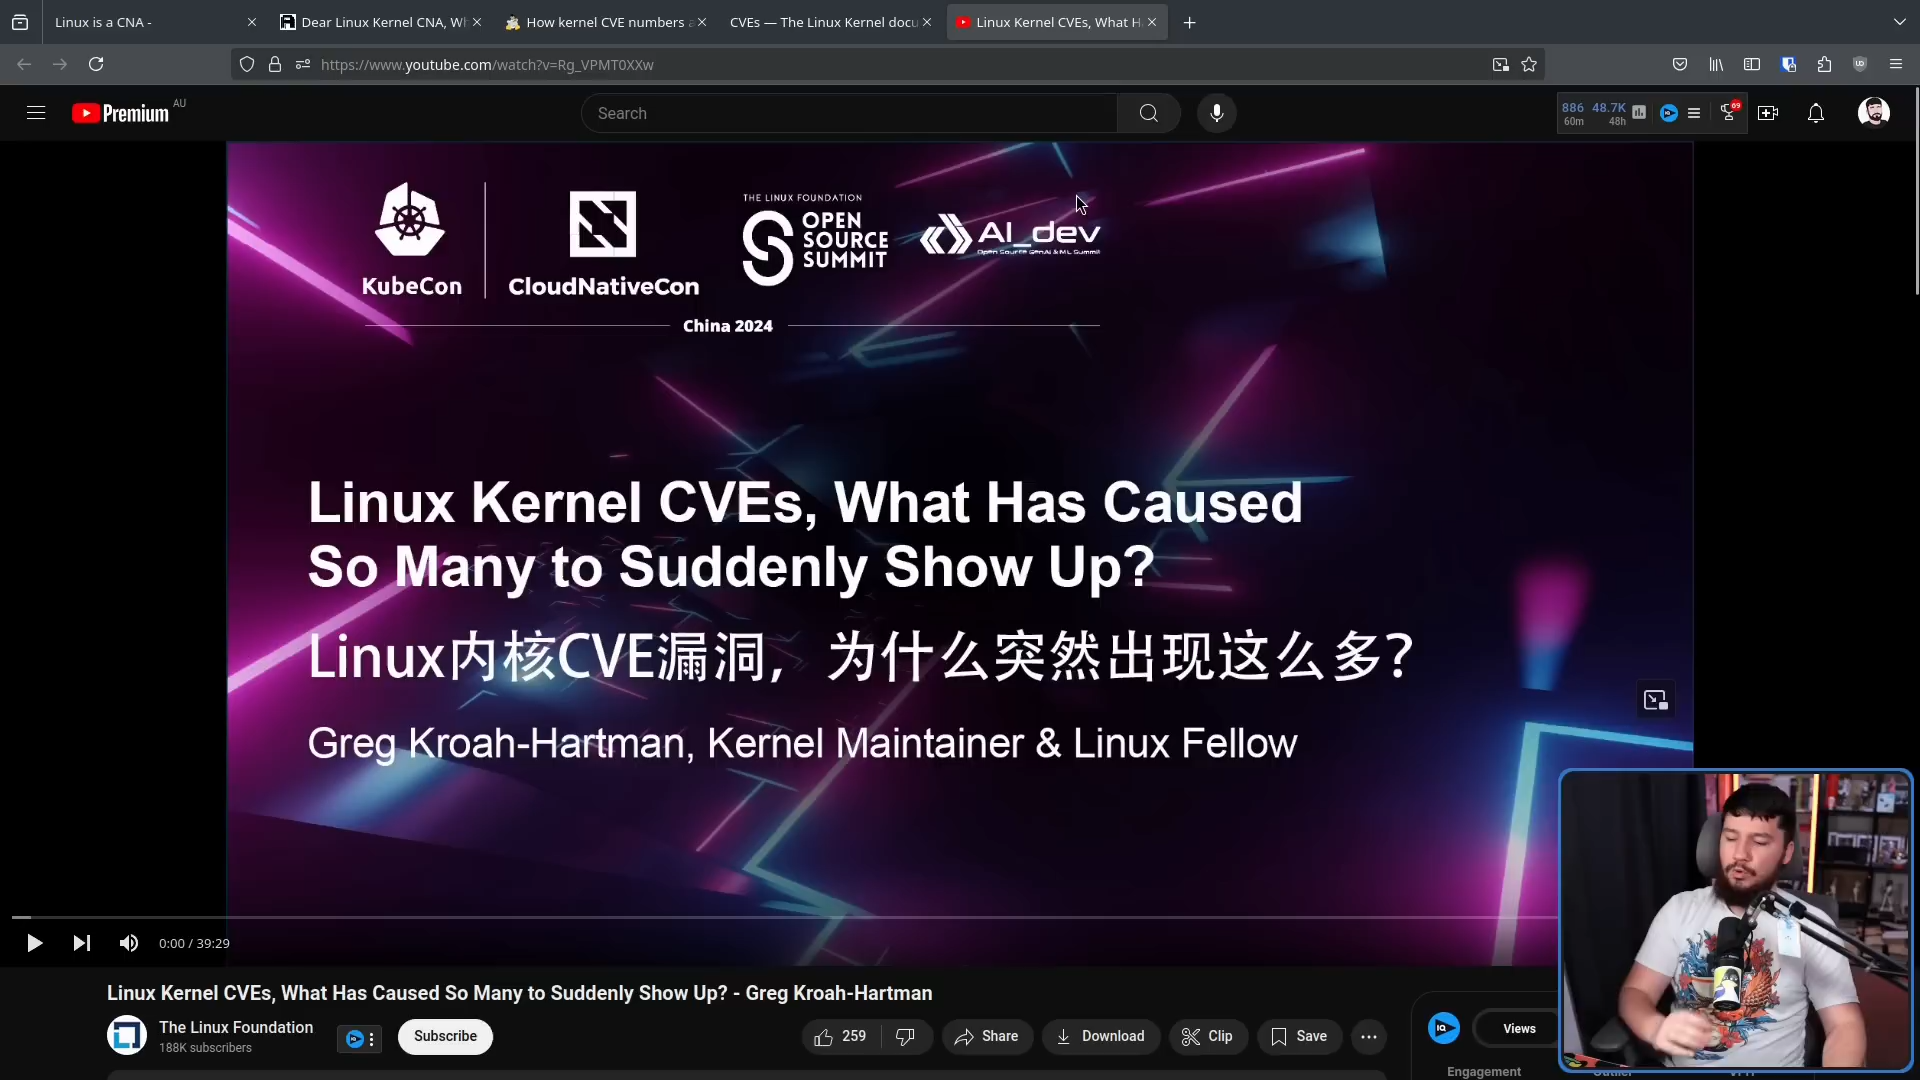 Linux is a CNA -
Dear Linux Kernel CNA, Wh
How kernel CVE numbers a
CVEs — The Linux Kernel docu
Linux Kernel CVEs, What H
https://www.youtube.com/watch?v=Rg_VPMT0XXw
Premium
AU
Search
886 48.7K
60m 48h
69
THE LINUX FOUNDATION
OPEN
SOURCE
SUMMIT
AI_dev
Open Source GenAI & ML Summit
KubeCon
CloudNativeCon
China 2024
Linux Kernel CVEs, What Has Caused
So Many to Suddenly Show Up?
Linux内核CVE漏洞，为什么突然出现这么多？
Greg Kroah-Hartman, Kernel Maintainer & Linux Fellow
0:00 / 39:29
Linux Kernel CVEs, What Has Caused So Many to Suddenly Show Up? - Greg Kroah-Hartman
The Linux Foundation
188K subscribers
Subscribe
259
Share
Download
Clip
Save
Views
Engagement